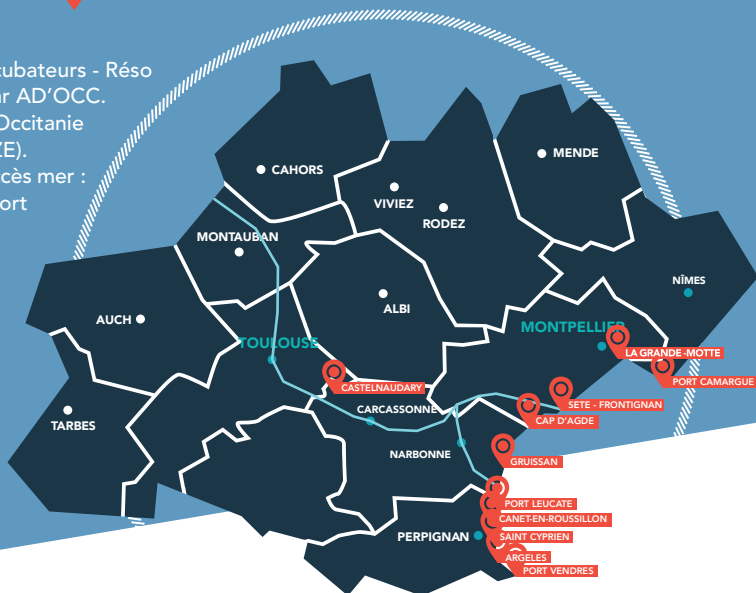 cubateurs - Réso
ar AD'OCC.
Occitanie
ZE).
cès mer :
ort
CAHORS
MENDE
VIVIEZ
RODEZ
MONTAUBAN
NÎMES
ALBI
AUCH
MONTPELLIER
TOULOUSE
LA GRANDE-MOTTE
PORT CAMARGUE
CASTELNAUDARY
SETE - FRONTIGNAN
CARCASSONNE
CAP D'AGDE
TARBES
NARBONNE
GRUISSAN
PORT LEUCATE
CANET-EN-ROUSSILLON
PERPIGNAN
SAINT CYPRIEN
ARGELES
PORT VENDRES